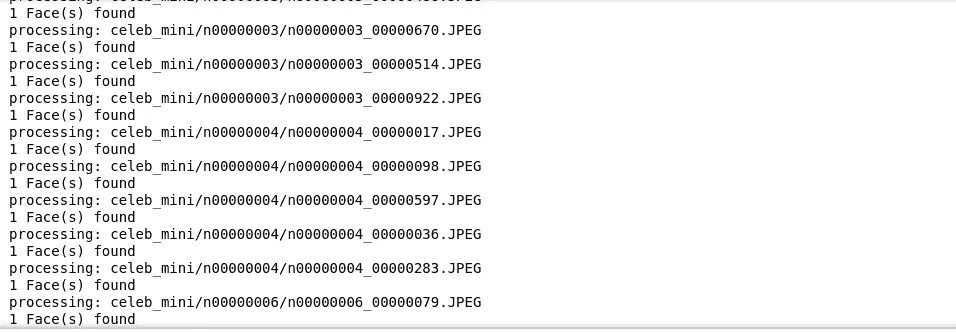 1 Face(s) found
processing: celeb_mini/n00000003/n00000003_00000670.JPEG
1 Face(s) found
processing: celeb_mini/n00000003/n00000003_00000514.JPEG
1 Face(s) found
processing: celeb_mini/n00000003/n00000003_00000922.JPEG
1 Face(s) found
processing: celeb_mini/n00000004/n00000004_00000017.JPEG
1 Face(s) found
processing: celeb_mini/n00000004/n00000004_00000098.JPEG
1 Face(s) found
processing: celeb_mini/n00000004/n00000004_00000597.JPEG
1 Face(s) found
processing: celeb_mini/n00000004/n00000004_00000036.JPEG
1 Face(s) found
processing: celeb_mini/n00000004/n00000004_00000283.JPEG
1 Face(s) found
processing: celeb_mini/n00000006/n00000006_00000079.JPEG
1 Face(s) found